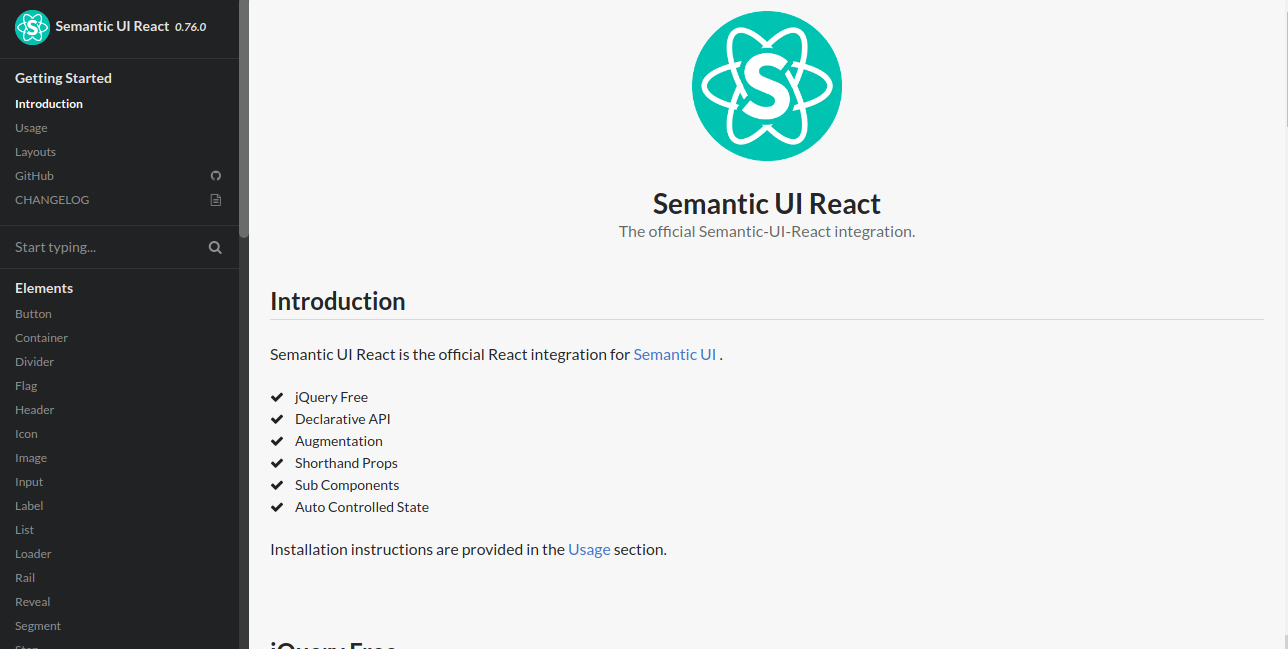 Semantic UI React 0.76.0
Getting Started
Introduction
Usage
Layouts
GitHub
CHANGELOG
Start typing...
Elements
Button
Container
Divider
Flag
Header
Icon
Image
Input
Label
List
Loader
Rail
Reveal
Segment
Step
S
Semantic UI React
The official Semantic-UI-React integration.
Introduction
Semantic UI React is the official React integration for Semantic UI .
jQuery Free
Declarative API
Augmentation
Shorthand Props
Sub Components
Auto Controlled State
Installation instructions are provided in the Usage section.
jQuery Free